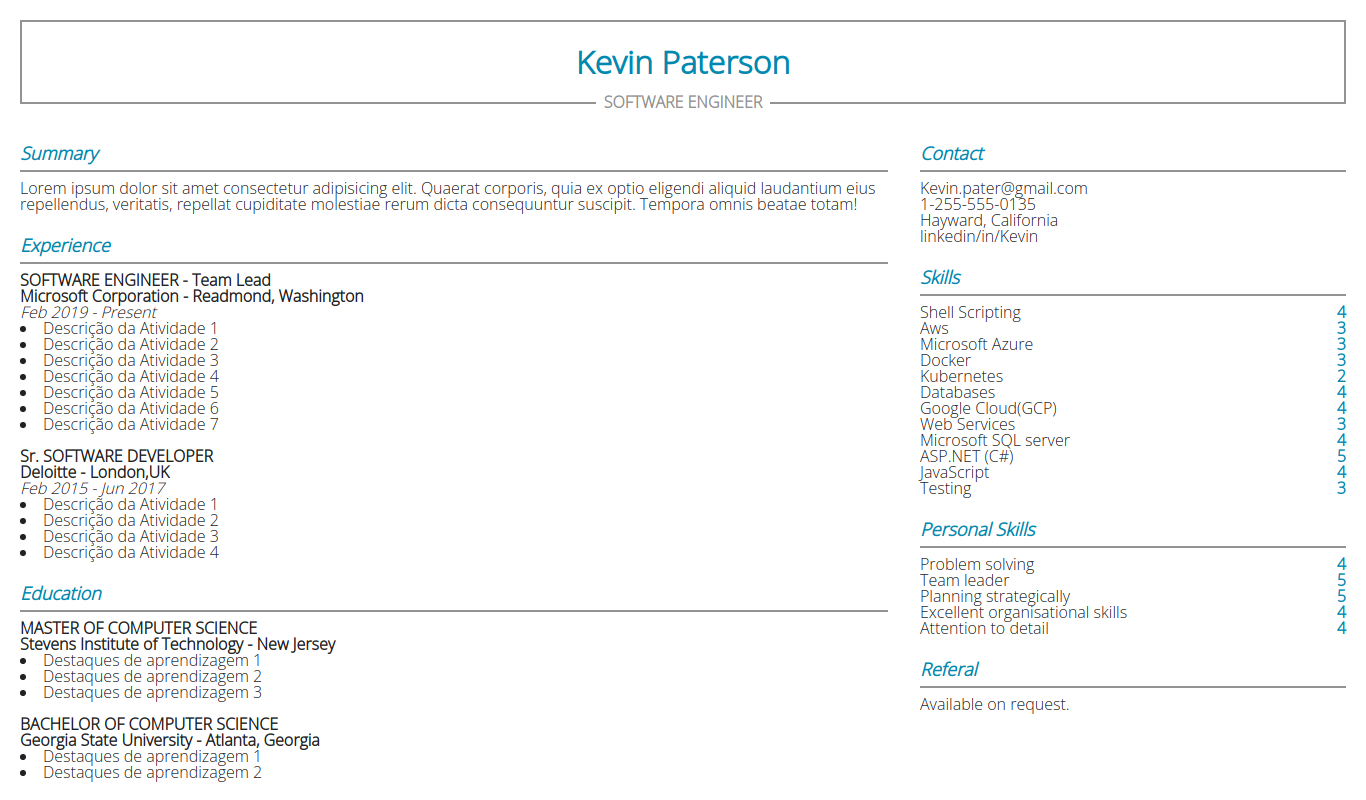 Kevin Paterson
SOFTWARE ENGINEER
Summary
Lorem ipsum dolor sit amet consectetur adipisicing elit. Quaerat corporis, quia ex optio eligendi aliquid laudantium eius
repellendus, veritatis, repellat cupiditate molestiae rerum dicta consequuntur suscipit. Tempora omnis beatae totam!
Experience
SOFTWARE ENGINEER - Team Lead
Microsoft Corporation - Readmond, Washington
Feb 2019 - Present
• Descrição da Atividade 1
• Descrição da Atividade 2
• Descrição da Atividade 3
• Descrição da Atividade 4
• Descrição da Atividade 5
• Descrição da Atividade 6
• Descrição da Atividade 7
Sr. SOFTWARE DEVELOPER
Deloitte - London,UK
Feb 2015 - Jun 2017
• Descrição da Atividade 1
• Descrição da Atividade 2
• Descrição da Atividade 3
• Descrição da Atividade 4
Education
MASTER OF COMPUTER SCIENCE
Stevens Institute of Technology - New Jersey
• Destaques de aprendizagem 1
• Destaques de aprendizagem 2
• Destaques de aprendizagem 3
BACHELOR OF COMPUTER SCIENCE
Georgia State University - Atlanta, Georgia
• Destaques de aprendizagem 1
• Destaques de aprendizagem 2
Contact
Kevin.pater@gmail.com
1-255-555-0135
Hayward, California
linkedin/in/Kevin
Skills
Shell Scripting 4
Aws 3
Microsoft Azure 3
Docker 3
Kubernetes 2
Databases 4
Google Cloud(GCP) 4
Web Services 3
Microsoft SQL server 4
ASP.NET (C#) 5
JavaScript 4
Testing 3
Personal Skills
Problem solving 4
Team leader 5
Planning strategically 5
Excellent organisational skills 4
Attention to detail 4
Referal
Available on request.